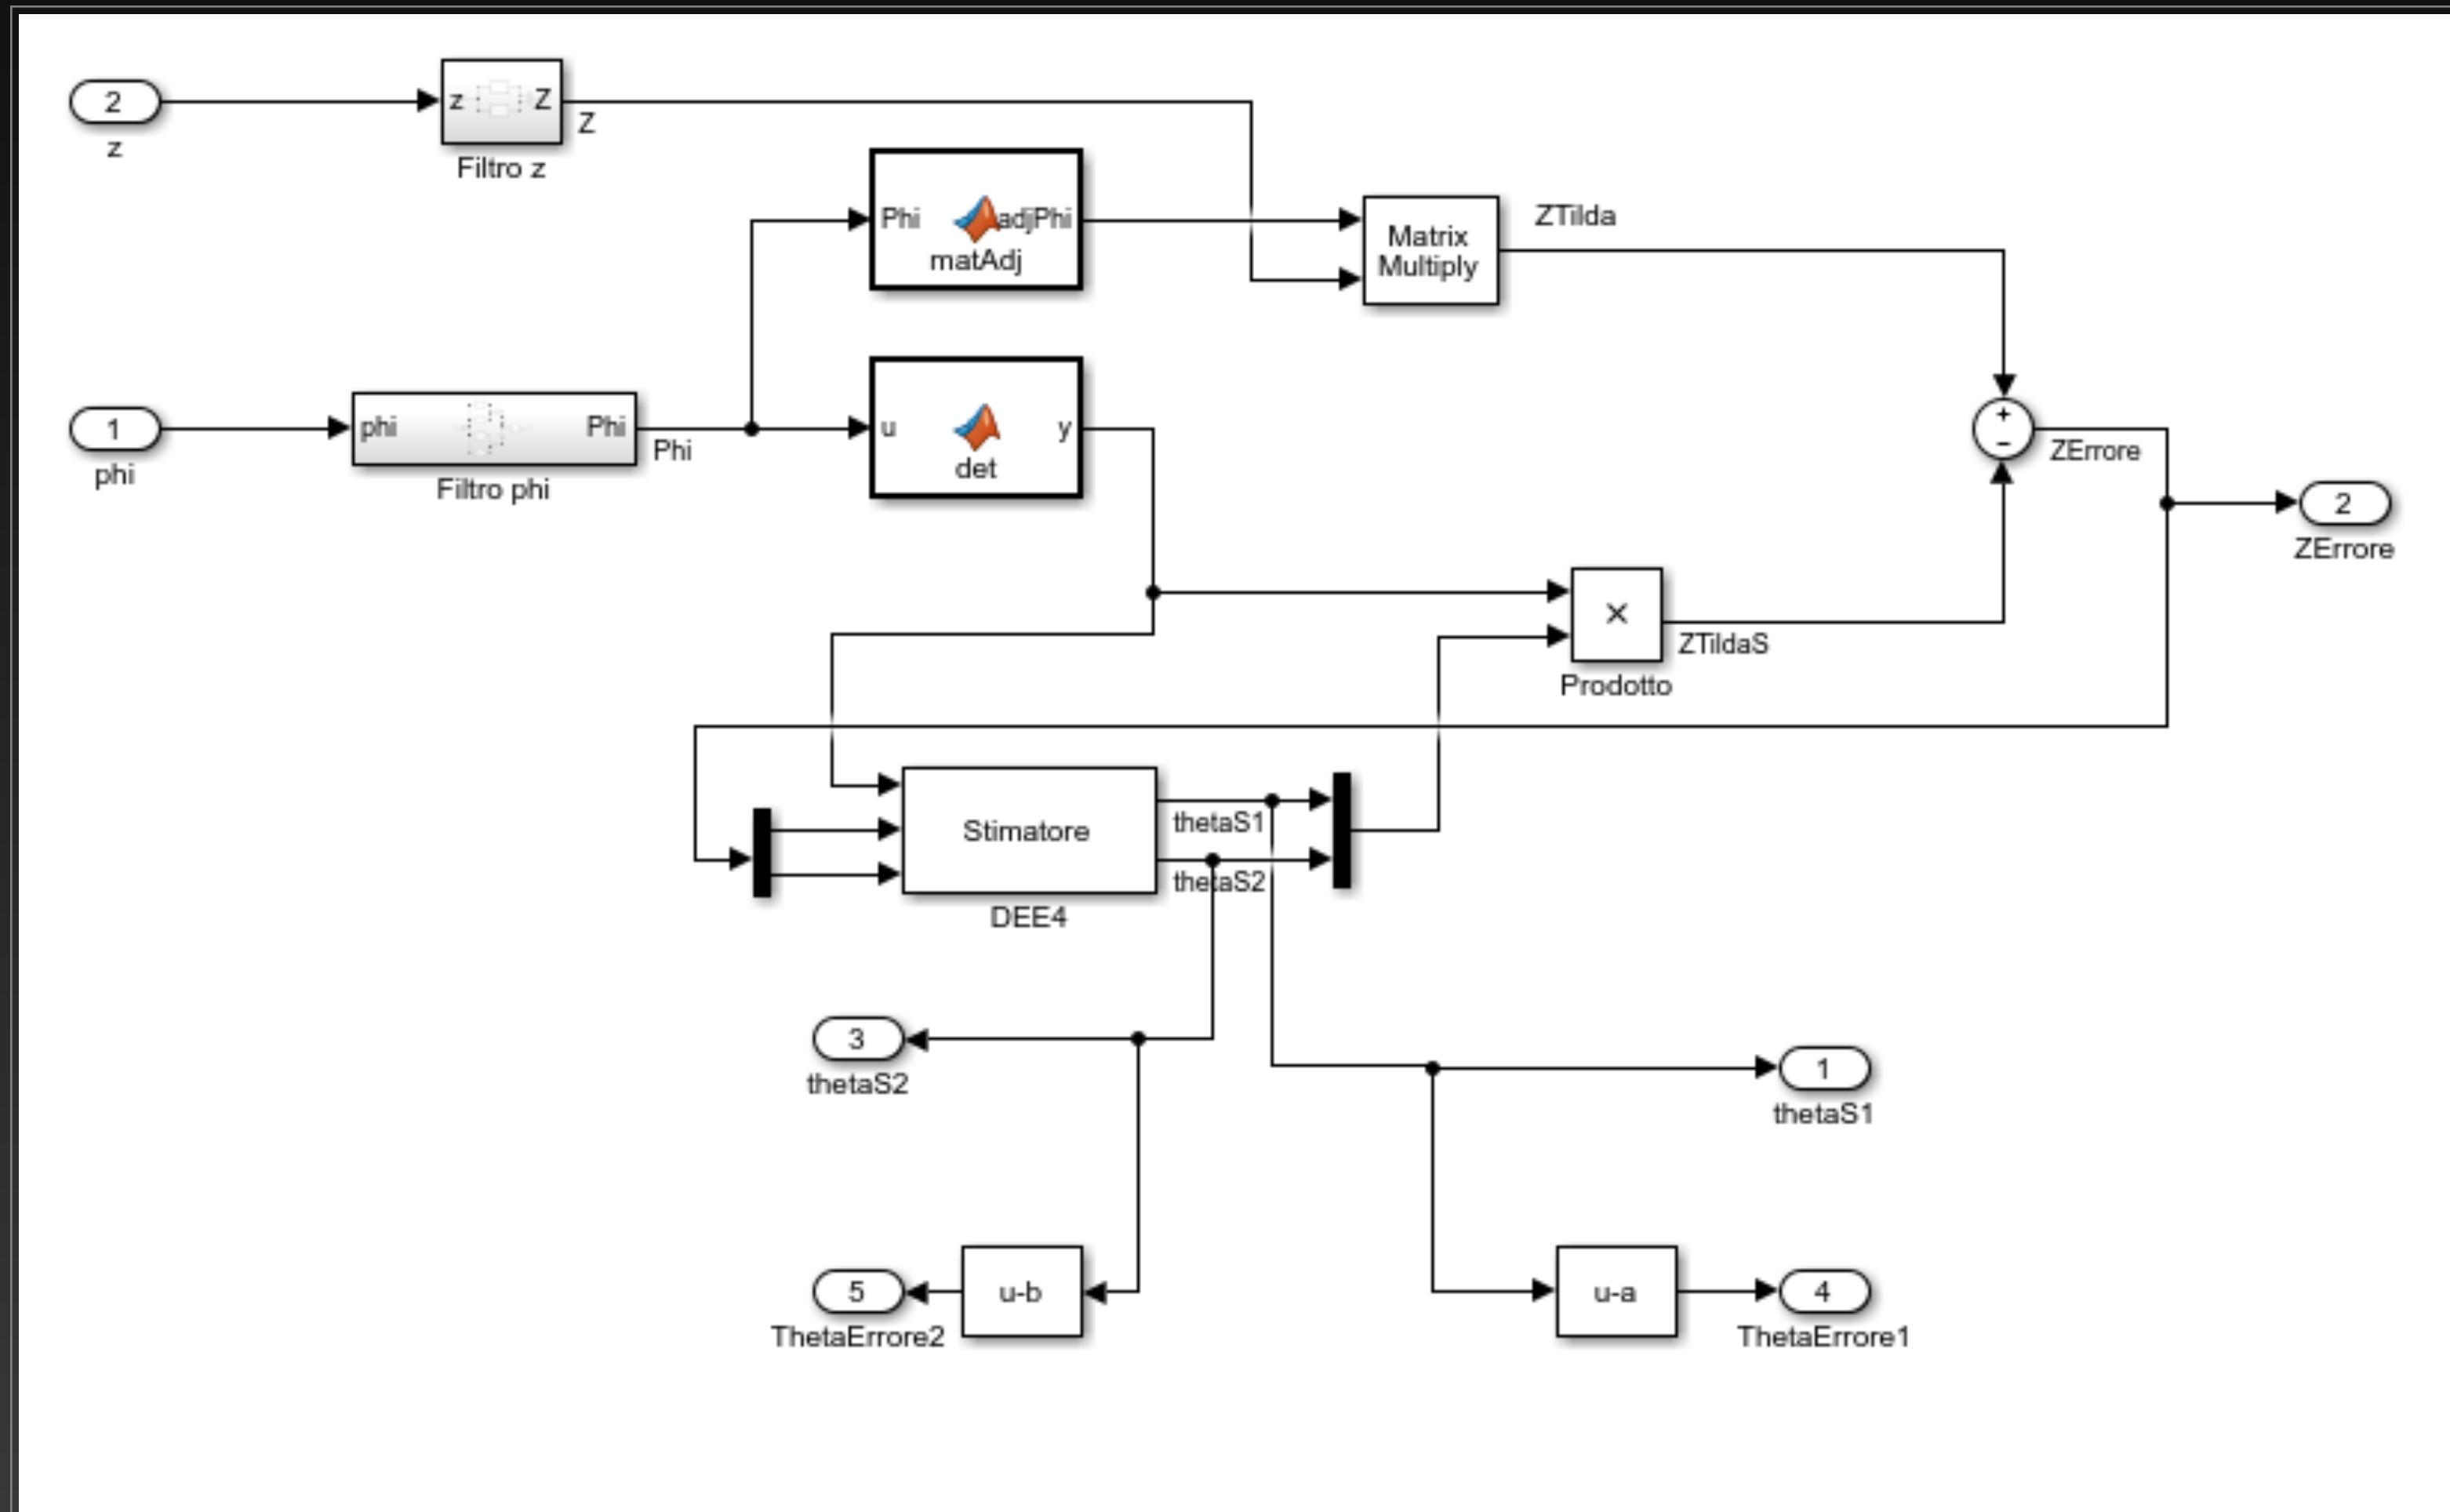 2
z
z
Z
Filtro z
Z
Phi
adjPhi
matAdj
Matrix
Multiply
ZTilda
1
phi
phi
Phi
Filtro phi
Phi
u
y
det
+
−
ZErrore
2
ZErrore
×
Prodotto
ZTildaS
Stimatore
DEE4
thetaS1
thetaS2
3
thetaS2
1
thetaS1
5
ThetaErrore2
u-b
u-a
4
ThetaErrore1